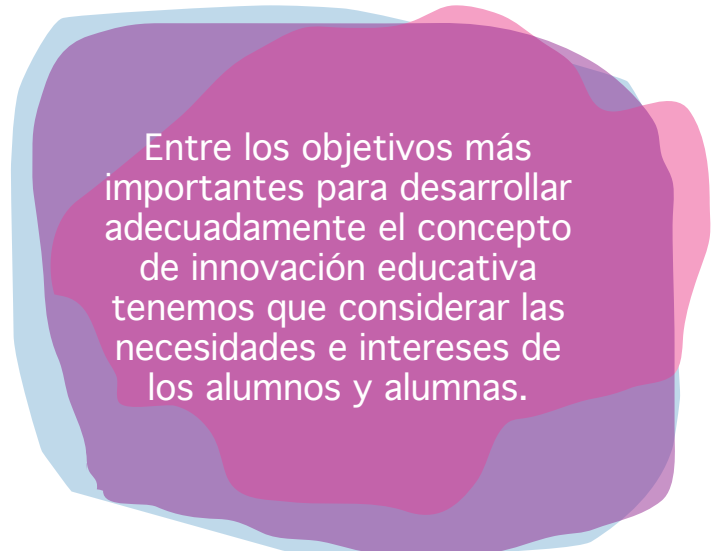 Entre los objetivos más
importantes para desarrollar
adecuadamente el concepto
de innovación educativa
tenemos que considerar las
necesidades e intereses de
los alumnos y alumnas.